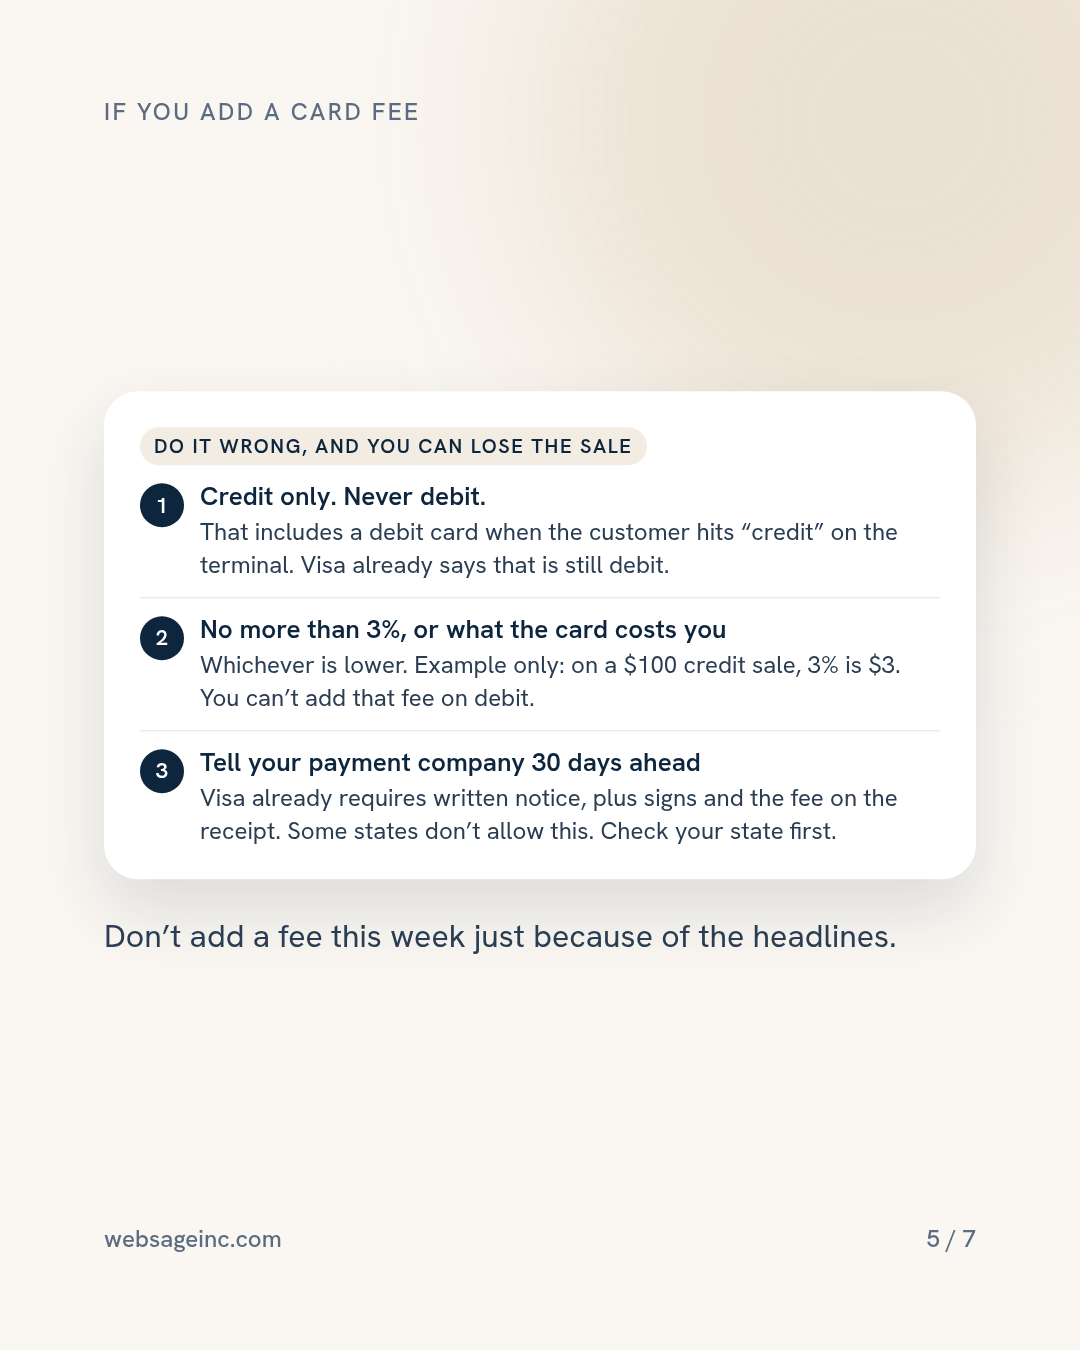 IF YOU ADD A CARD FEE
DO IT WRONG, AND YOU CAN LOSE THE SALE
1
Credit only. Never debit.
That includes a debit card when the customer hits “credit” on the
terminal. Visa already says that is still debit.
2
No more than 3%, or what the card costs you
Whichever is lower. Example only: on a $100 credit sale, 3% is $3.
You can’t add that fee on debit.
3
Tell your payment company 30 days ahead
Visa already requires written notice, plus signs and the fee on the
receipt. Some states don’t allow this. Check your state first.
Don’t add a fee this week just because of the headlines.
websageinc.com
5 / 7